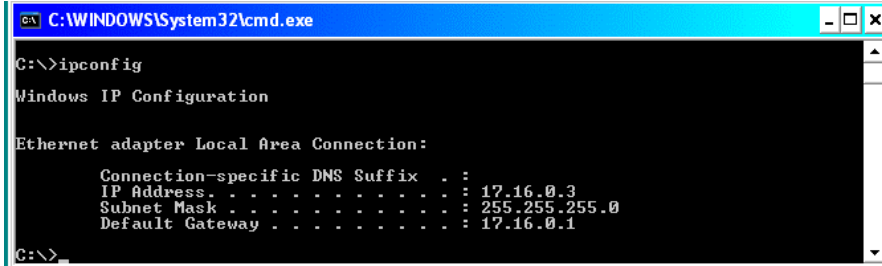 C:\WINDOWS\System32\cmd.exe
C:\>ipconfig
Windows IP Configuration
Ethernet adapter Local Area Connection:
Connection-specific DNS Suffix . :
IP Address. . . . . . . . . . . . : 17.16.0.3
Subnet Mask . . . . . . . . . . . : 255.255.255.0
Default Gateway . . . . . . . . . : 17.16.0.1
C:\>_